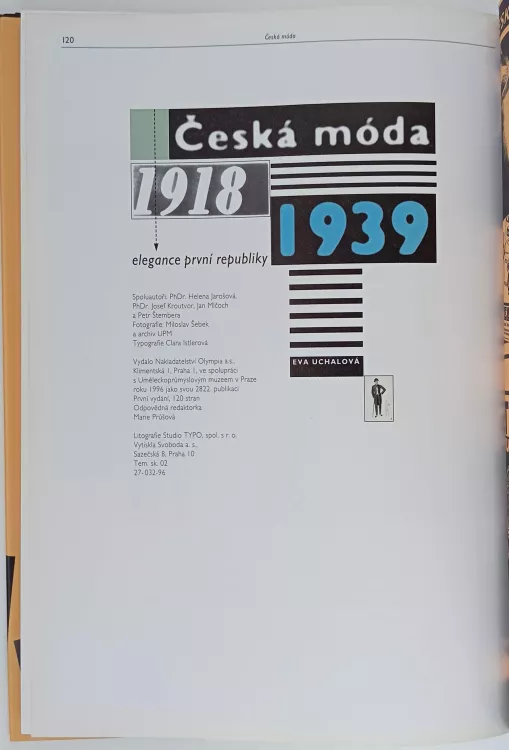 120
Česká móda
Česká móda
1918
1939
elegance první republiky
Spoluautoři: PhDr. Helena Jarošová,
PhDr. Josef Kroutvor, Jan Mlčoch
a Petr Štembera
Fotografie: Miloslav Šebek
a archiv UPM
Typografie Clara Istlerová
EVA UCHALOVÁ
Vydalo Nakladatelství Olympia a.s.,
Klimentská 1, Praha 1, ve spolupráci
s Uměleckoprůmyslovým muzeem v Praze
roku 1996 jako svou 2822. publikaci
První vydání, 120 stran
Odpovědná redaktorka
Marie Průšová
Litografie Studio TYPO, spol. s r. o.
Vytiskla Svoboda a. s.,
Sazečská 8, Praha 10
Tem. sk. 02
27-032-96